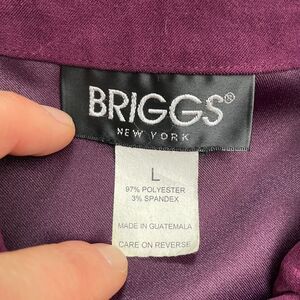 BRIGGS®
NEW YORK
L
97% POLYESTER
3% SPANDEX
MADE IN GUATEMALA
CARE ON REVERSE